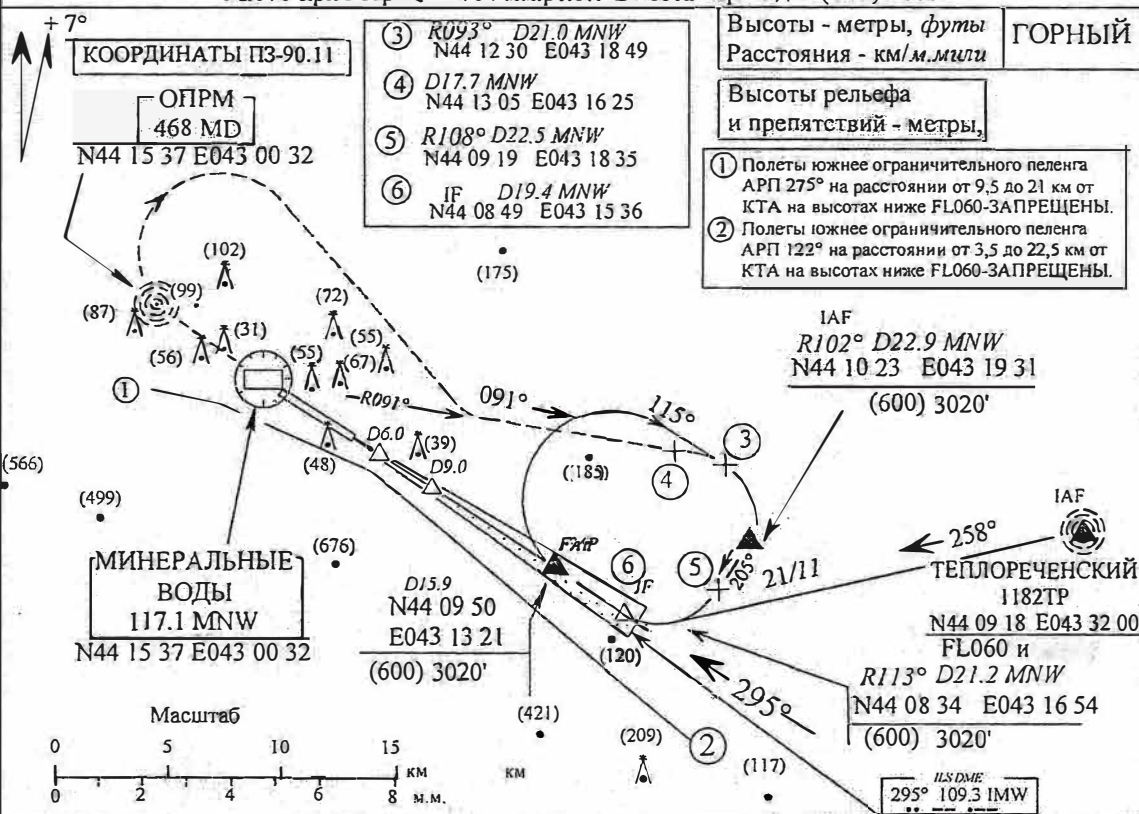 + 7°
КООРДИНАТЫ ПЗ-90.11
ОПРМ
468 MD
N44 15 37 E043 00 32
③ R093° D21.0 MNW
N44 12 30 E043 18 49
④ D17.7 MNW
N44 13 05 E043 16 25
⑤ R108° D22.5 MNW
N44 09 19 E043 18 35
⑥ IF D19.4 MNW
N44 08 49 E043 15 36
Высоты - метры, футы
Расстояния - км/м.мили
ГОРНЫЙ
Высоты рельефа
и препятствий - метры,
① Полеты южнее ограничительного пеленга
АРП 275° на расстоянии от 9,5 до 21 км от
КТА на высотах ниже FL060-ЗАПРЕЩЕНЫ.
② Полеты южнее ограничительного пеленга
АРП 122° на расстоянии от 3,5 до 22,5 км от
КТА на высотах ниже FL060-ЗАПРЕЩЕНЫ.
(175)
(102)
(99)
(87)
(72)
(31)
(56)
(55)
(55)
(67)
IAF
R102° D22.9 MNW
N44 10 23 E043 19 31
(600) 3020'
①
R091°
091°
115°
③
④
D6.0
(39)
(48)
D9.0
(185)
(566)
(499)
(676)
IAF
258°
ТЕПЛОРЕЧЕНСКИЙ
1182TP
N44 09 18 E043 32 00
FL060 и
⑥
IF
⑤
205°
21/11
МИНЕРАЛЬНЫЕ
ВОДЫ
117.1 MNW
N44 15 37 E043 00 32
D15.9
N44 09 50
E043 13 21
(600) 3020'
(120)
R113° D21.2 MNW
N44 08 34 E043 16 54
(600) 3020'
295°
(421)
②
(209)
(117)
Масштаб
0 5 10 15
км
км
0 2 4 6 8 м.м.
ILS DME
295° 109.3 IMW